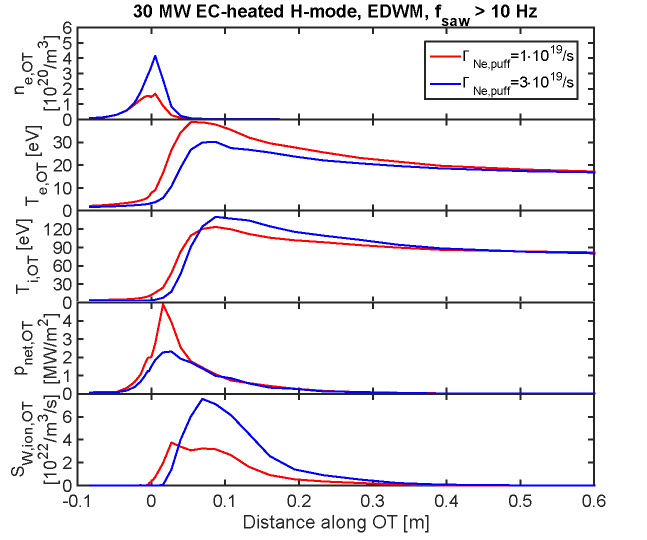 30 MW EC-heated H-mode, EDWM, f_saw > 10 Hz
n_e,OT [10^20/m^3]
6
5
4
3
2
1
0
Γ_Ne,puff=1·10^19/s
Γ_Ne,puff=3·10^19/s
T_e,OT [eV]
30
20
10
0
T_i,OT [eV]
120
90
60
30
0
p_net,OT [MW/m^2]
4
3
2
1
0
S_W,ion,OT [10^22/m^3/s]
6
4
2
0
-0.1 0 0.1 0.2 0.3 0.4 0.5 0.6
Distance along OT [m]